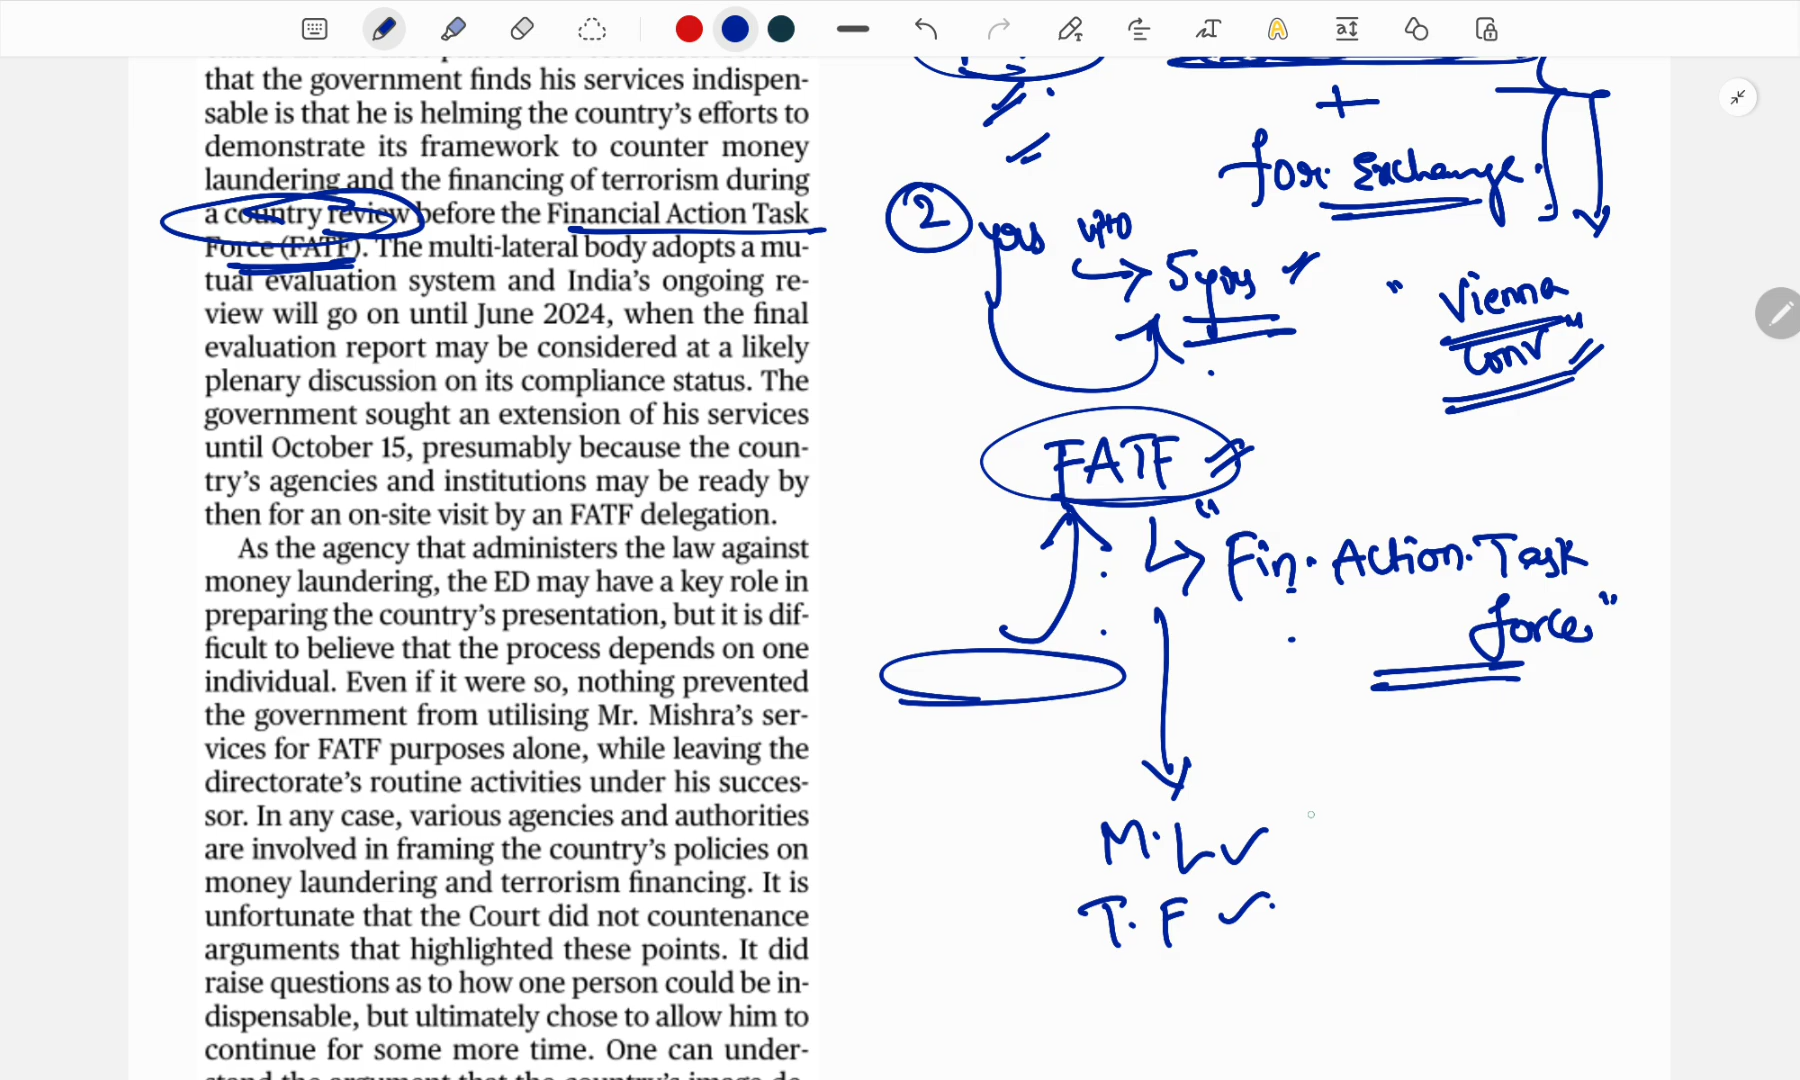 that the government finds his services indispen-
sable is that he is helming the country's efforts to
demonstrate its framework to counter money
laundering and the financing of terrorism during
a country review before the Financial Action Task
Force (FATF). The multi-lateral body adopts a mu-
tual evaluation system and India's ongoing re-
view will go on until June 2024, when the final
evaluation report may be considered at a likely
plenary discussion on its compliance status. The
government sought an extension of his services
until October 15, presumably because the coun-
try's agencies and institutions may be ready by
then for an on-site visit by an FATF delegation.
As the agency that administers the law against
money laundering, the ED may have a key role in
preparing the country's presentation, but it is dif-
ficult to believe that the process depends on one
individual. Even if it were so, nothing prevented
the government from utilising Mr. Mishra's ser-
vices for FATF purposes alone, while leaving the
directorate's routine activities under his succes-
sor. In any case, various agencies and authorities
are involved in framing the country's policies on
money laundering and terrorism financing. It is
unfortunate that the Court did not countenance
arguments that highlighted these points. It did
raise questions as to how one person could be in-
dispensable, but ultimately chose to allow him to
continue for some more time. One can under-
+
for. Exchange.
2 yrs upto 5 yrs
"Vienna
Conv"
FATF
"Fin. Action. Task
force"
M. L
T. F